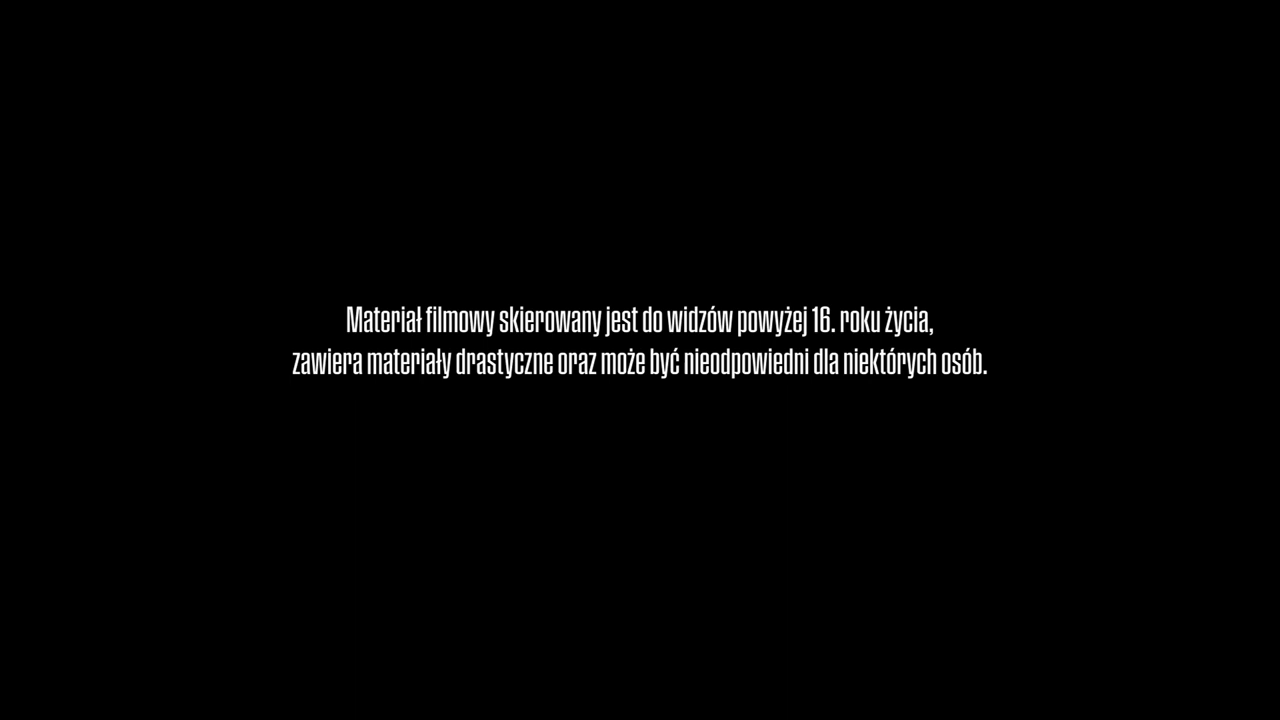 Materiał filmowy skierowany jest do widzów powyżej 16. roku życia,
zawiera materiały drastyczne oraz może być nieodpowiedni dla niektórych osób.